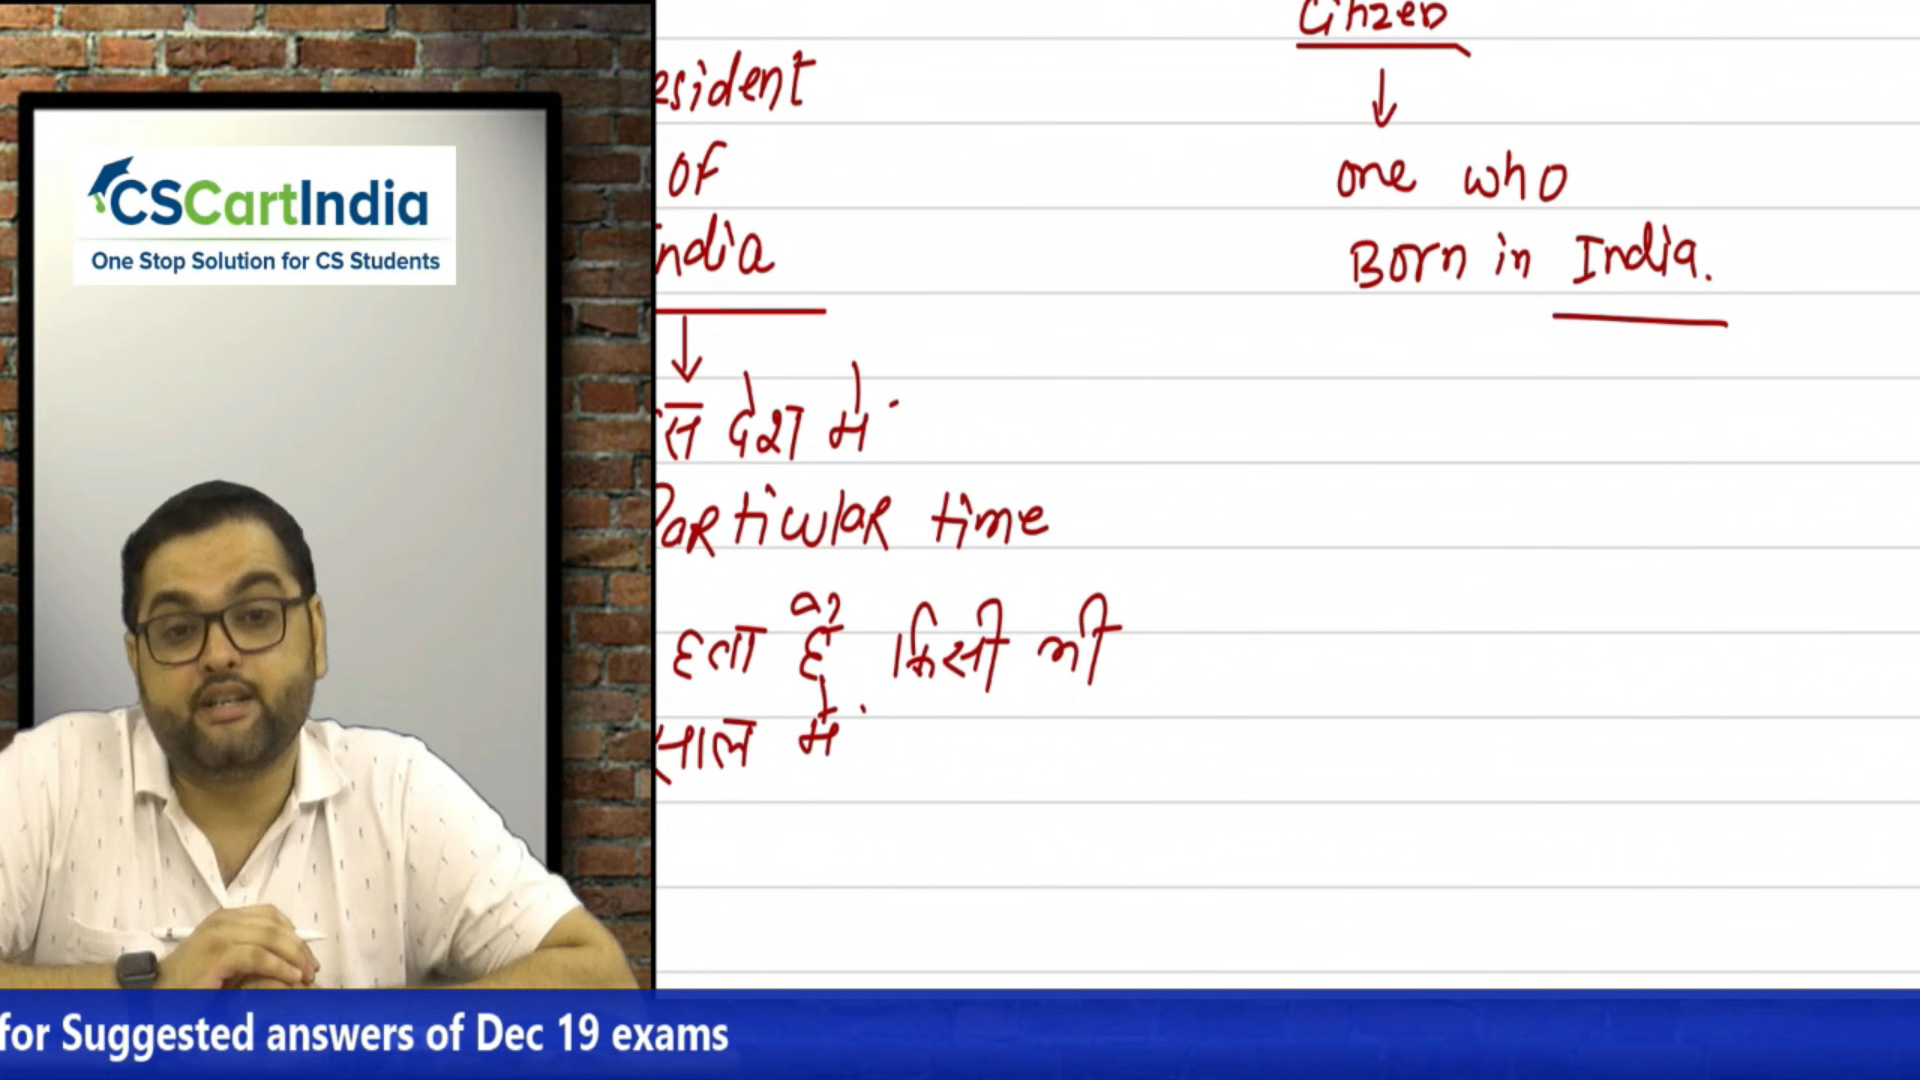 CSCartIndia
One Stop Solution for CS Students
esident
of
ndia
स देश में
Particular time
हता है किसी भी
साल में
Citizen
one who
Born in India.
for Suggested answers of Dec 19 exams